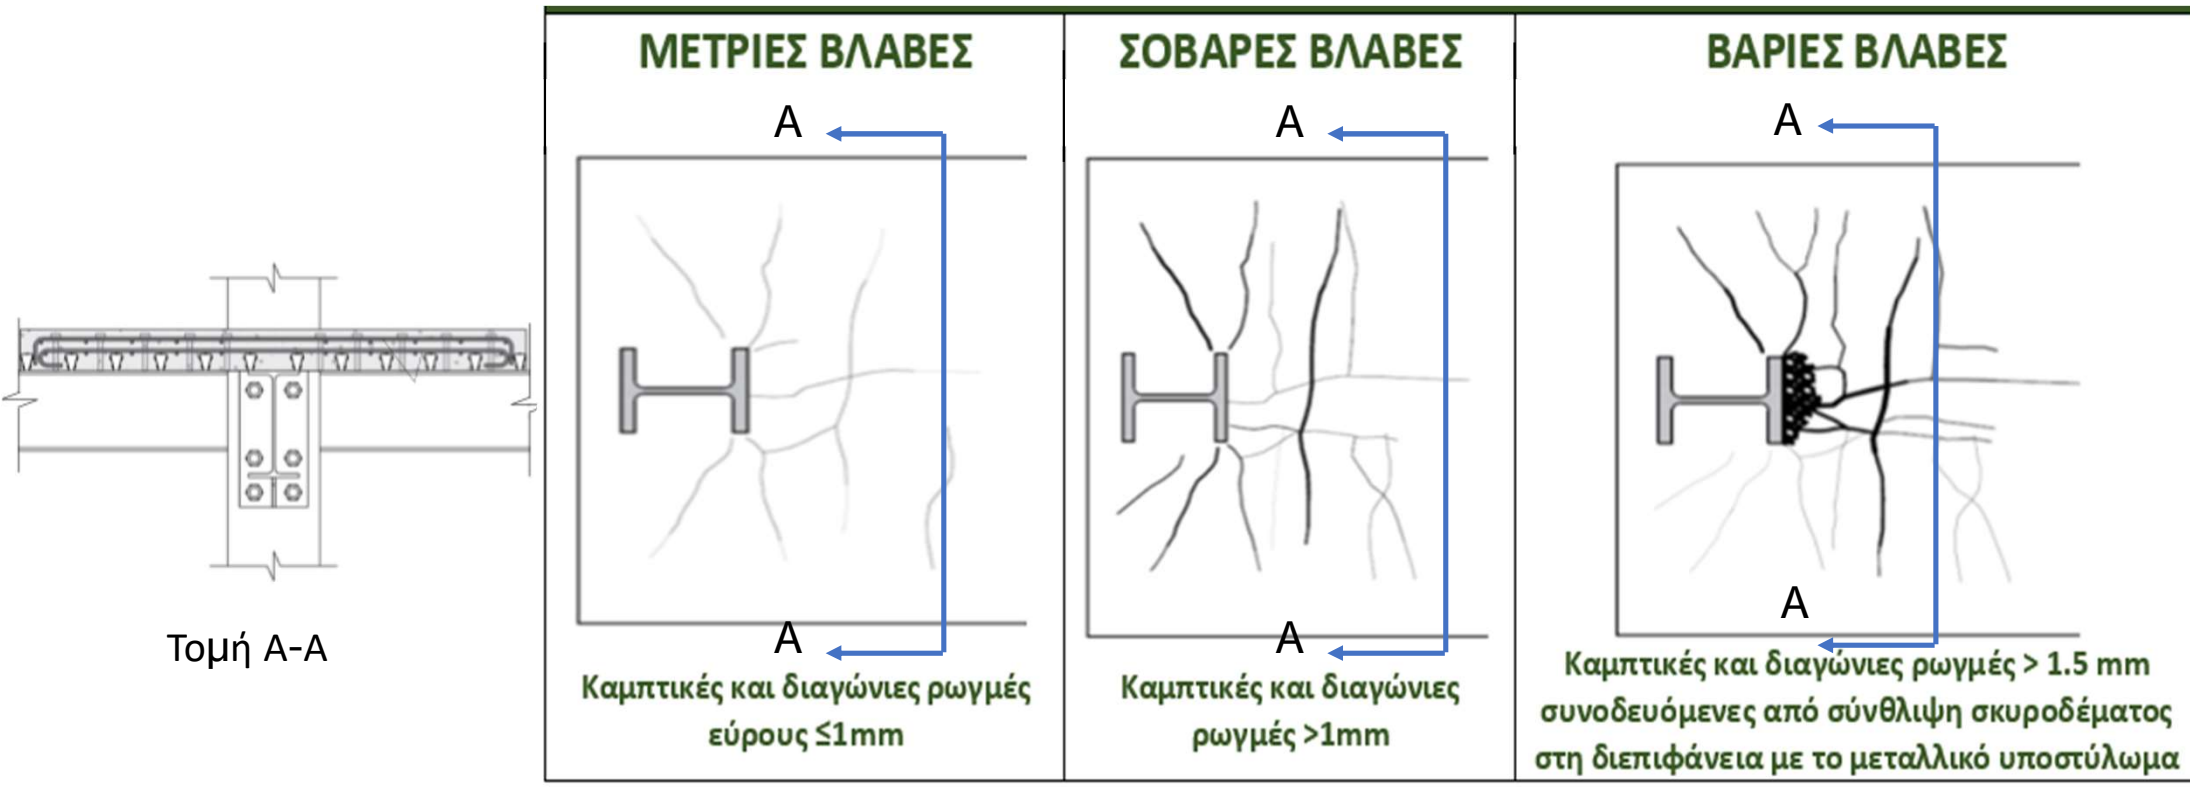 Τομή Α-Α
ΜΕΤΡΙΕΣ ΒΛΑΒΕΣ
Α
Α
Καμπτικές και διαγώνιες ρωγμές
εύρους ≤1mm
ΣΟΒΑΡΕΣ ΒΛΑΒΕΣ
Α
Α
Καμπτικές και διαγώνιες
ρωγμές >1mm
ΒΑΡΙΕΣ ΒΛΑΒΕΣ
Α
Α
Καμπτικές και διαγώνιες ρωγμές > 1.5 mm
συνοδευόμενες από σύνθλιψη σκυροδέματος
στη διεπιφάνεια με το μεταλλικό υποστύλωμα